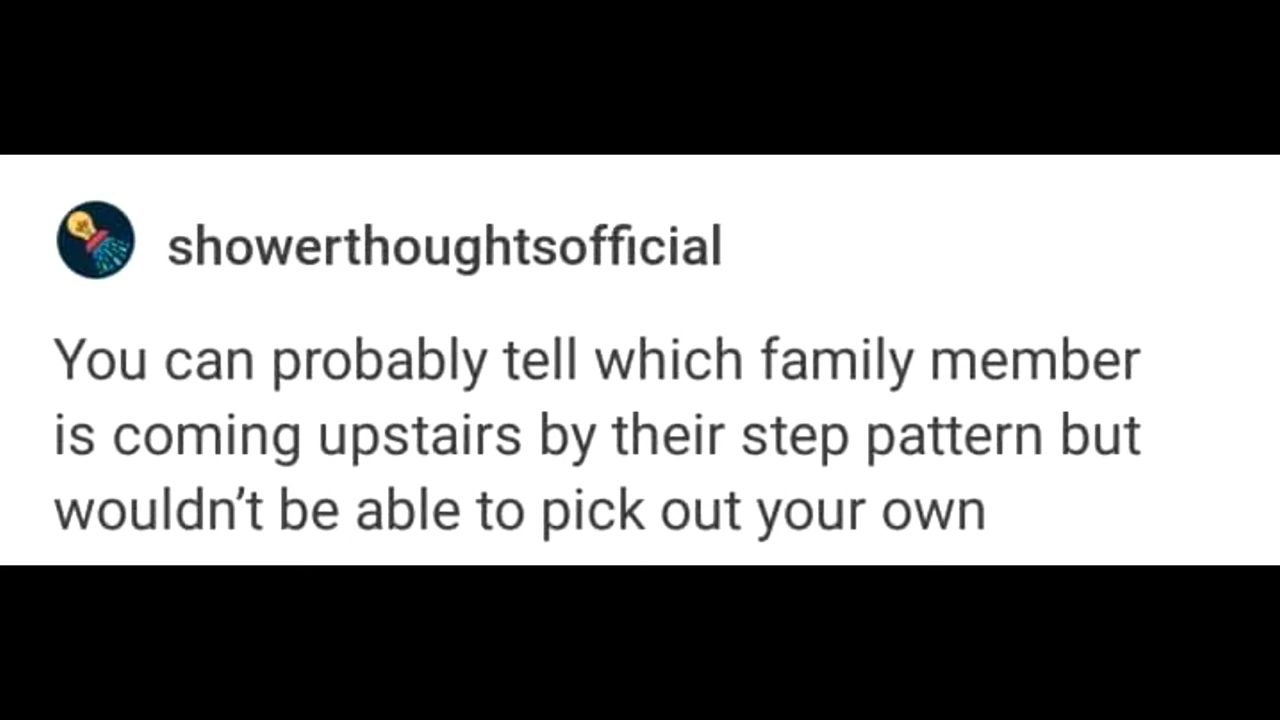 showerthoughtsofficial
You can probably tell which family member
is coming upstairs by their step pattern but
wouldn’t be able to pick out your own